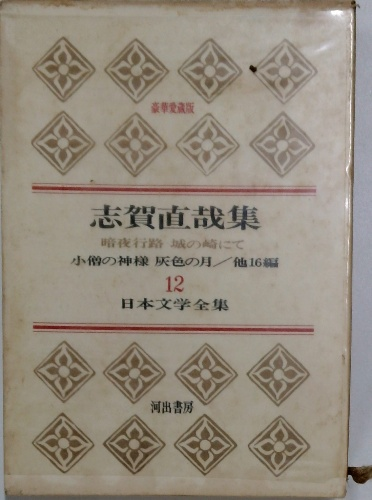 豪華愛蔵版
志賀直哉集
暗夜行路 城の崎にて
小僧の神様 灰色の月／他16編
12
日本文学全集
河出書房